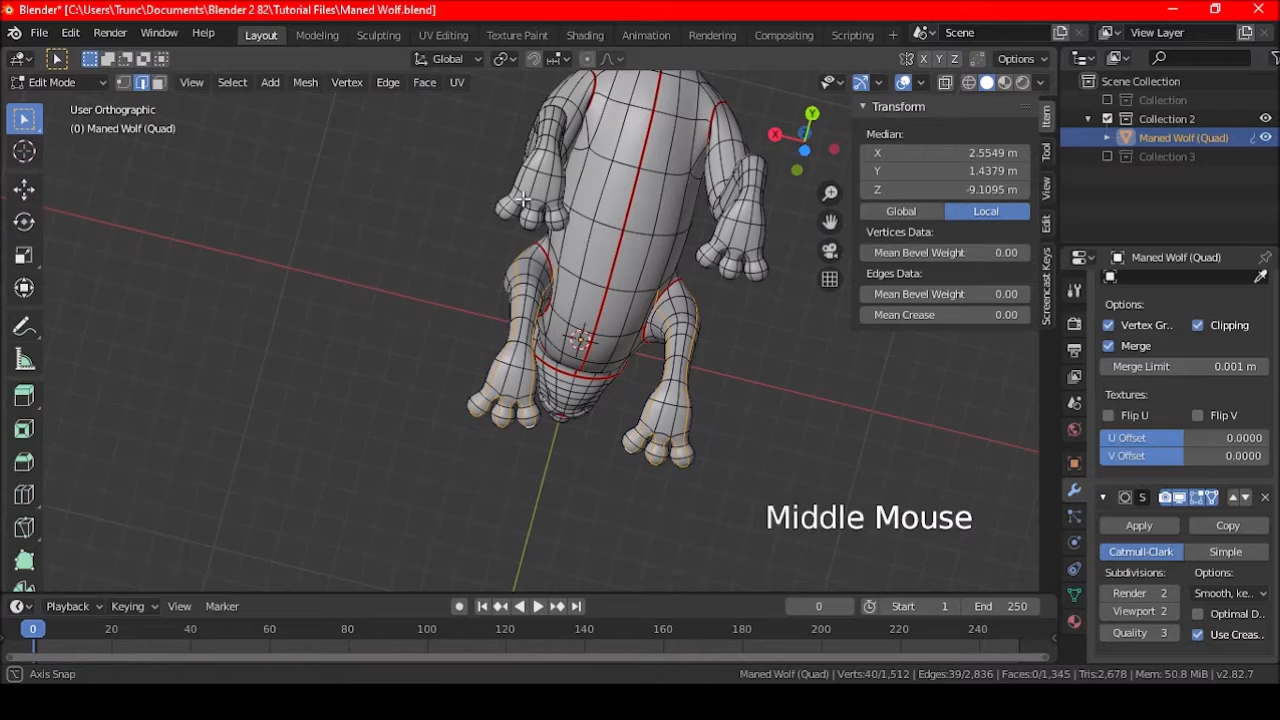 Blender* [C:\Users\Trunc\Documents\Blender 2 82\Tutorial Files\Maned Wolf.blend]
File Edit Render Window Help Layout Modeling Sculpting UV Editing Texture Paint Shading Animation Rendering Compositing Scripting Scene View Layer
Global X Y Z Options
Edit Mode View Select Add Mesh Vertex Edge Face UV
User Orthographic
(0) Maned Wolf (Quad)
Y
X
Transform
Median:
X 2.5549 m
Y 1.4379 m
Z -9.1095 m
Global Local
Vertices Data:
Mean Bevel Weight 0.00
Edges Data:
Mean Bevel Weight 0.00
Mean Crease 0.00
Item
Tool
View
Edit
Screencast Keys
Scene Collection
Collection
Collection 2
Maned Wolf (Quad)
Collection 3
Maned Wolf (Quad)
Options:
Vertex Gr... Clipping
Merge
Merge Limit 0.001 m
Textures:
Flip U Flip V
U Offset 0.0000
V Offset 0.0000
S
Apply Copy
Catmull-Clark Simple
Subdivisions: Options:
Render 2 Smooth, ke..
Viewport 2 Optimal D..
Quality 3 Use Creas..
Middle Mouse
Playback Keying View Marker 0 Start 1 End 250
0 20 40 60 80 100 120 140 160 180 200 220 240
Axis Snap Maned Wolf (Quad) | Verts:40/1,512 | Edges:39/2,836 | Faces:0/1,345 | Tris:2,678 | Mem: 50.8 MiB | v2.82.7